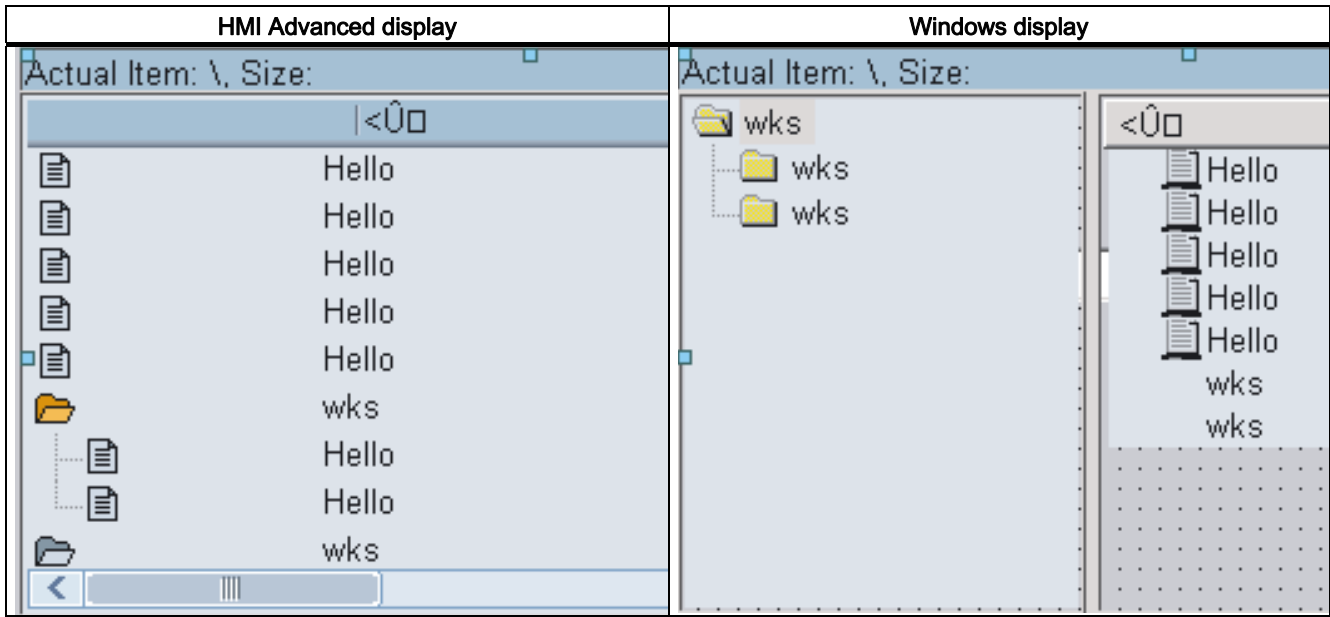 HMI Advanced display
Windows display
Actual Item: \, Size:
|<Û□
Hello
Hello
Hello
Hello
Hello
wks
Hello
Hello
wks
Actual Item: \, Size:
wks
wks
wks
<Û□
Hello
Hello
Hello
Hello
Hello
wks
wks